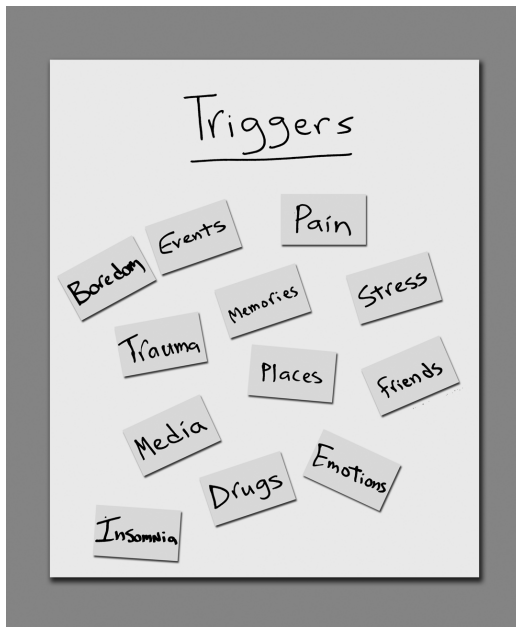 Triggers
Events
Pain
Boredom
Memories
Stress
Trauma
Places
friends
Media
Drugs
Emotions
Insomnia